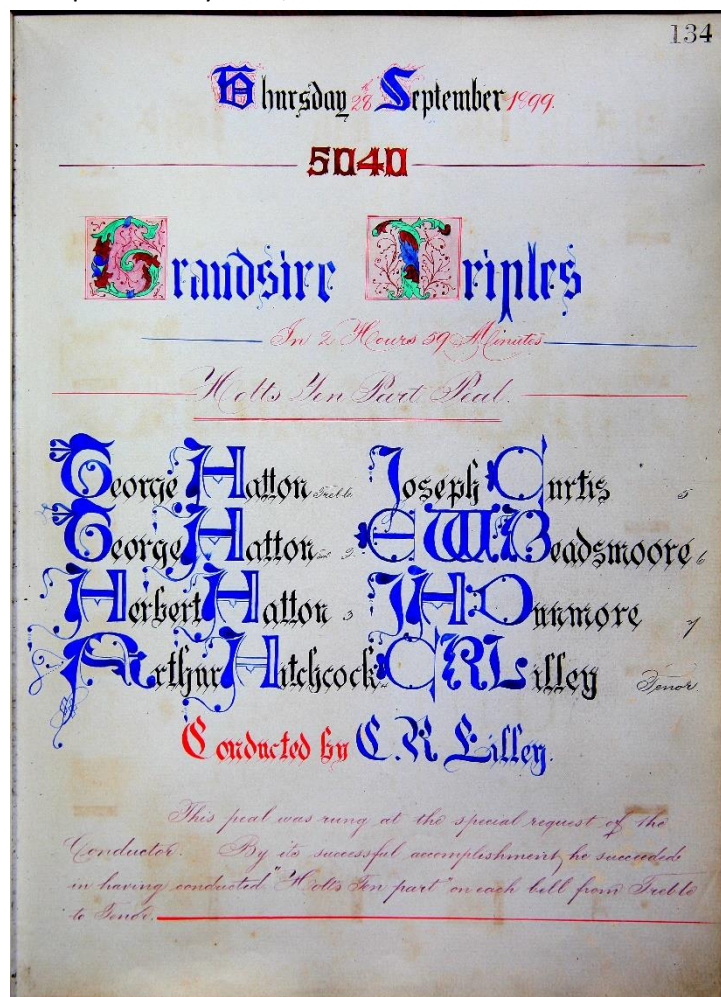 134
Thursday 28th September 1899.
5040
Grandsire Triples
In 2 Hours 59 Minutes
Holts Ten Part Peal.
George Hatton Treble Joseph Curtis 5
George Hatton 2 E W Beadsmoore 6
Herbert Hatton 3 J H Dunmore 7
Arthur Hitchcock C R Lilley Tenor
Conducted by C. R Lilley.
This peal was rung at the special request of the
Conductor. By its successful accomplishment, he succeeded
in having conducted "Holts Ten part" on each bell from Treble
to Tenor.